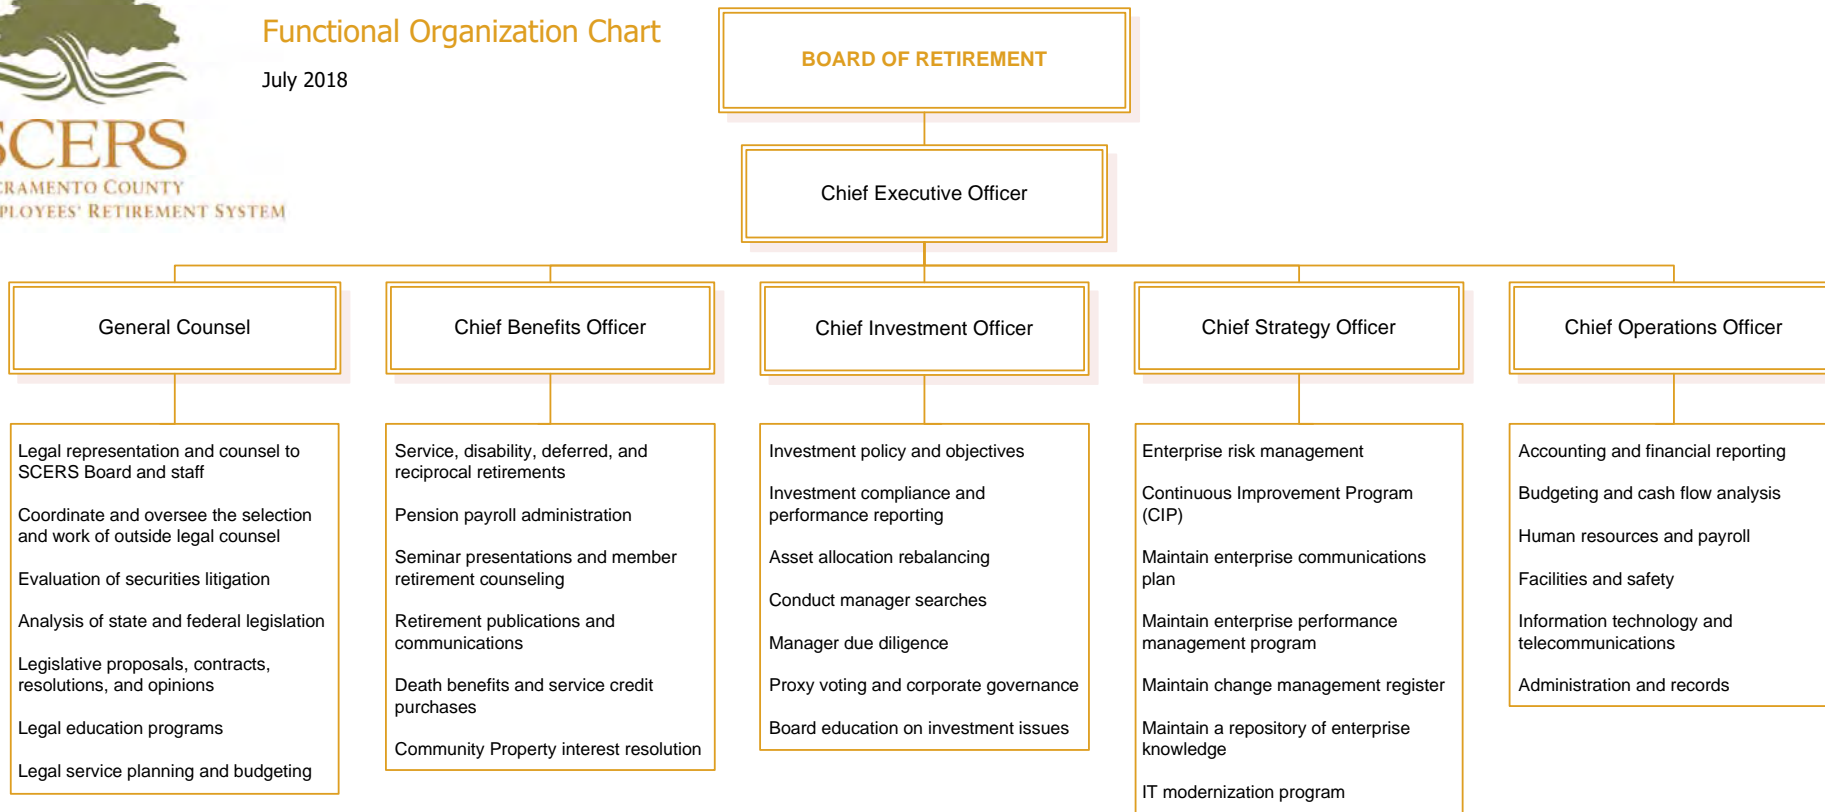 Functional Organization Chart
July 2018
SCERS
SACRAMENTO COUNTY
EMPLOYEES' RETIREMENT SYSTEM
BOARD OF RETIREMENT
Chief Executive Officer
General Counsel
Legal representation and counsel to
SCERS Board and staff
Coordinate and oversee the selection
and work of outside legal counsel
Evaluation of securities litigation
Analysis of state and federal legislation
Legislative proposals, contracts,
resolutions, and opinions
Legal education programs
Legal service planning and budgeting
Chief Benefits Officer
Service, disability, deferred, and
reciprocal retirements
Pension payroll administration
Seminar presentations and member
retirement counseling
Retirement publications and
communications
Death benefits and service credit
purchases
Community Property interest resolution
Chief Investment Officer
Investment policy and objectives
Investment compliance and
performance reporting
Asset allocation rebalancing
Conduct manager searches
Manager due diligence
Proxy voting and corporate governance
Board education on investment issues
Chief Strategy Officer
Enterprise risk management
Continuous Improvement Program
(CIP)
Maintain enterprise communications
plan
Maintain enterprise performance
management program
Maintain change management register
Maintain a repository of enterprise
knowledge
IT modernization program
Chief Operations Officer
Accounting and financial reporting
Budgeting and cash flow analysis
Human resources and payroll
Facilities and safety
Information technology and
telecommunications
Administration and records